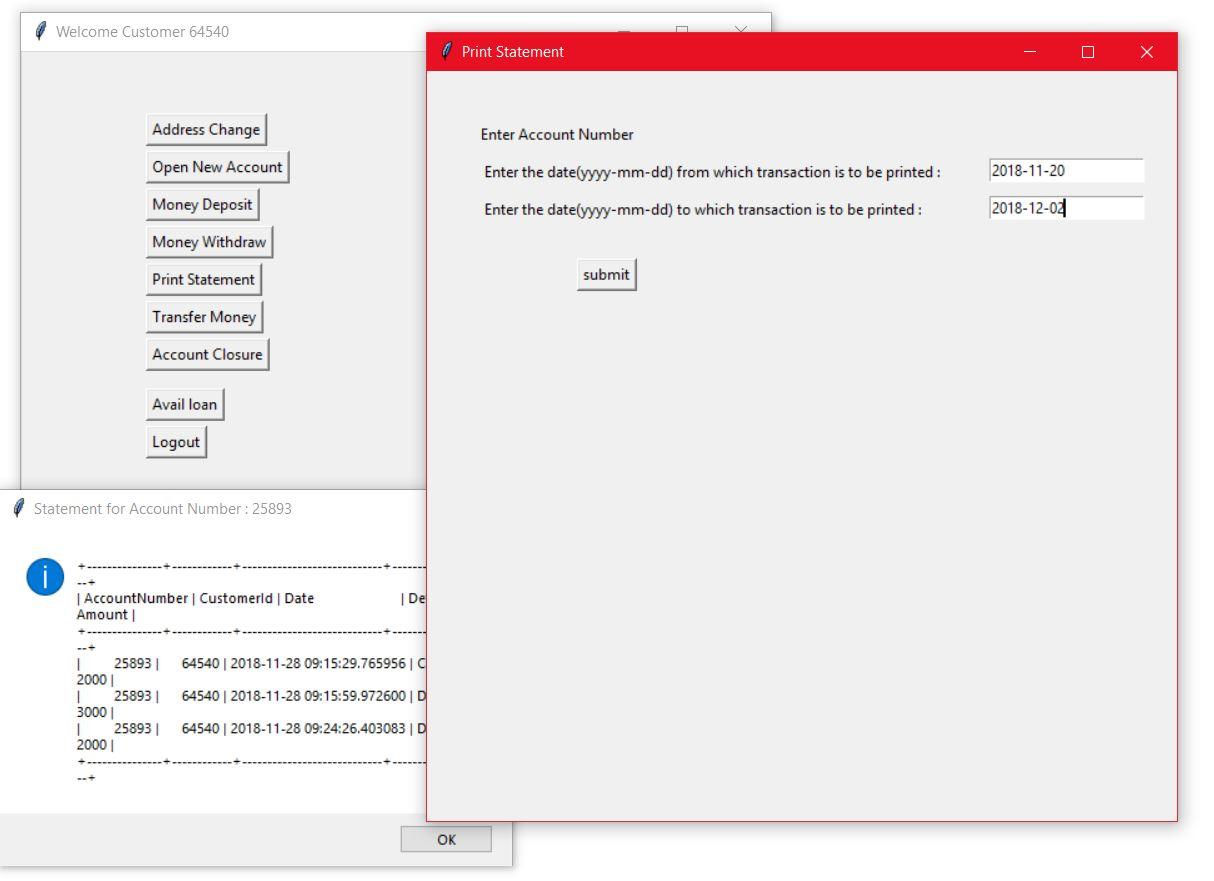 Welcome Customer 64540
Address Change
Open New Account
Money Deposit
Money Withdraw
Print Statement
Transfer Money
Account Closure
Avail loan
Logout
Print Statement
Enter Account Number
Enter the date(yyyy-mm-dd) from which transaction is to be printed : 2018-11-20
Enter the date(yyyy-mm-dd) to which transaction is to be printed : 2018-12-02
submit
Statement for Account Number : 25893
+---------------+------------+----------------------------+-------
--+
| AccountNumber | CustomerId | Date | De
Amount |
+---------------+------------+----------------------------+-------
--+
| 25893 | 64540 | 2018-11-28 09:15:29.765956 | C
2000 |
| 25893 | 64540 | 2018-11-28 09:15:59.972600 | D
3000 |
| 25893 | 64540 | 2018-11-28 09:24:26.403083 | D
2000 |
+---------------+------------+----------------------------+-------
--+
OK